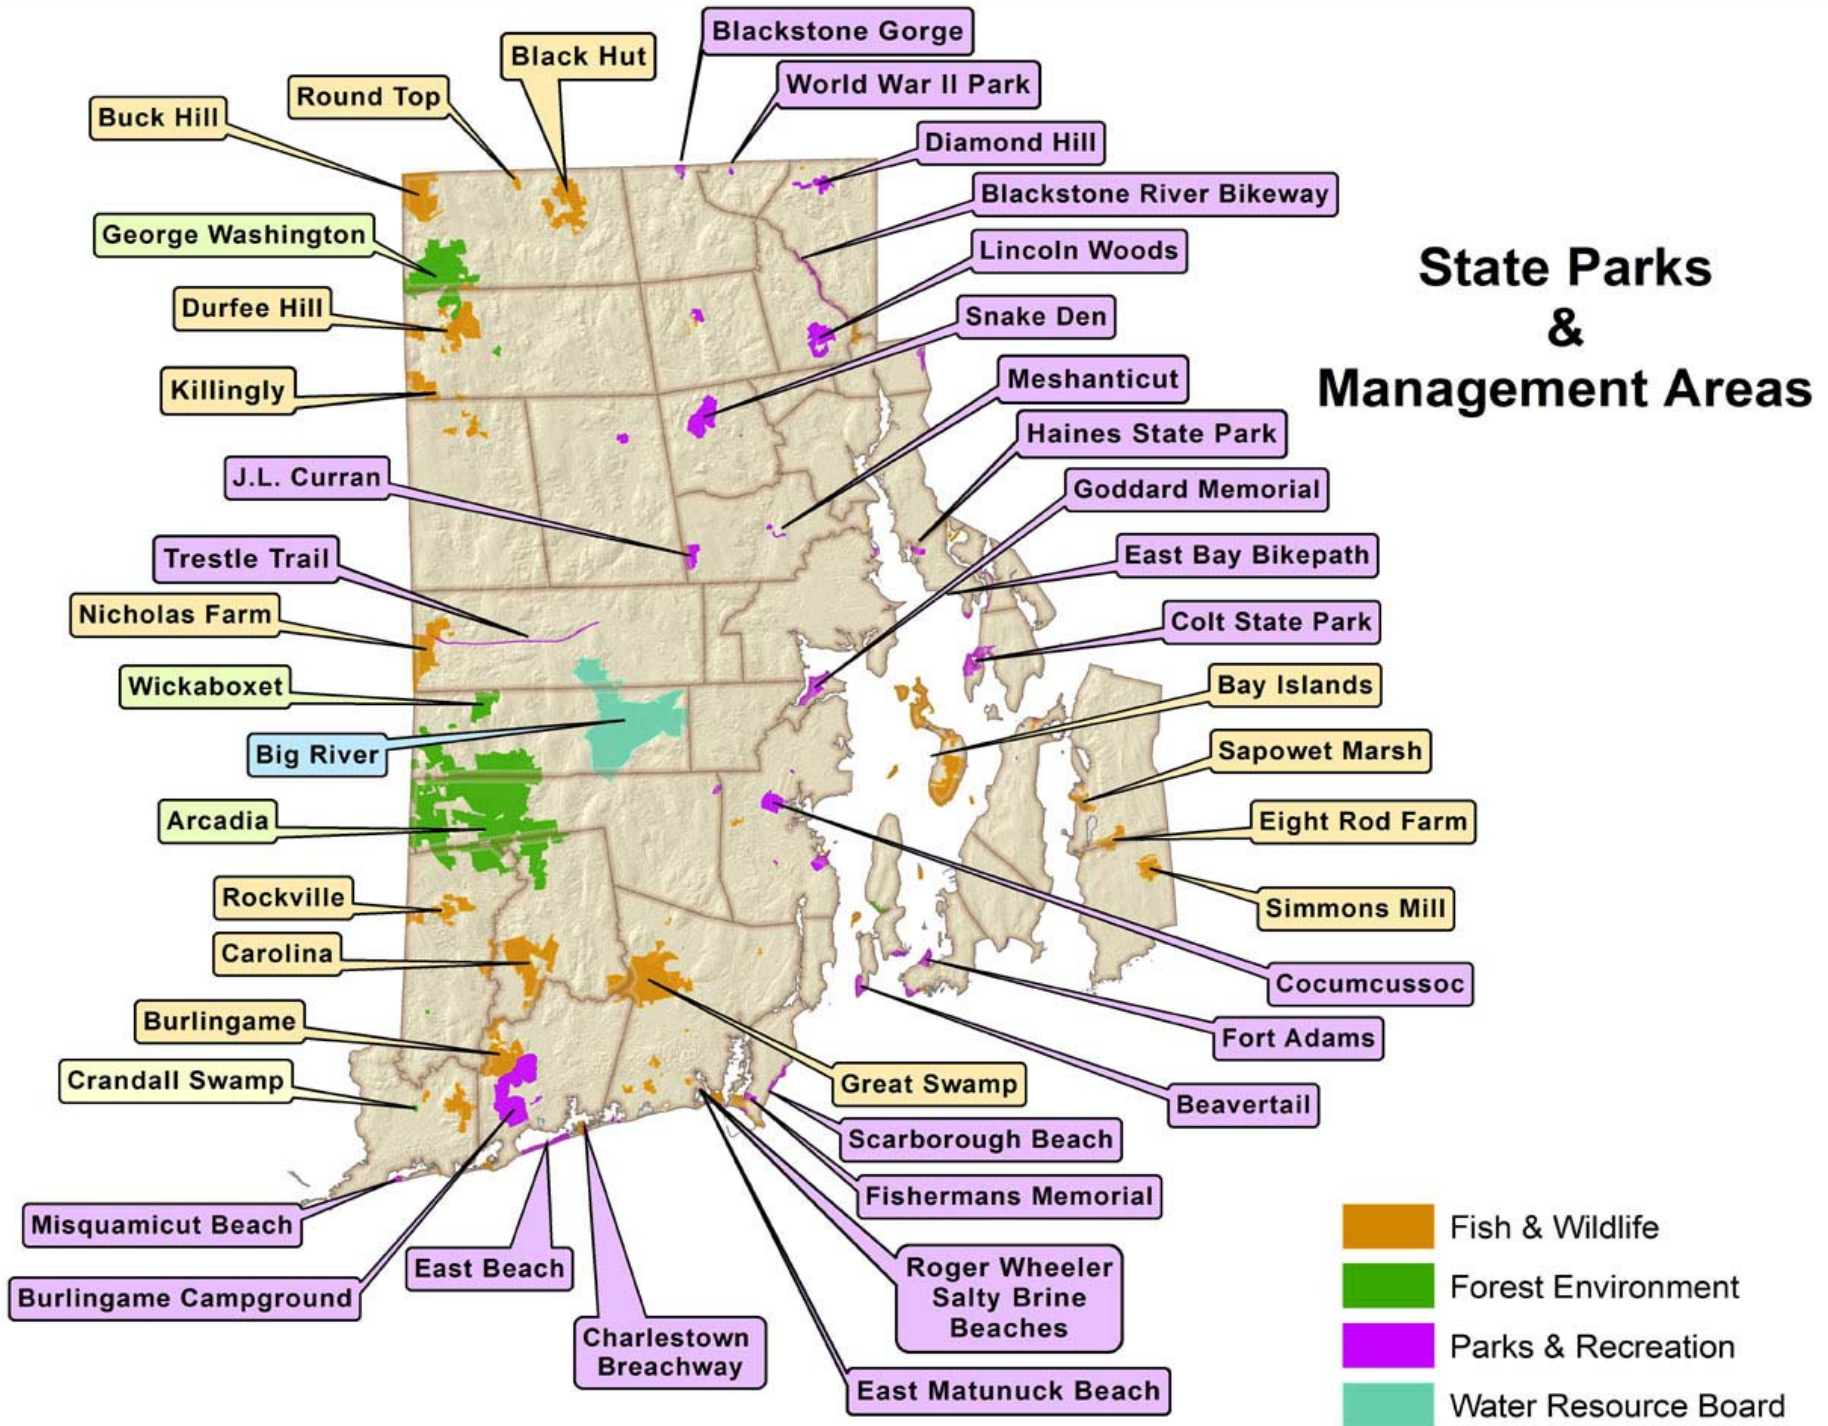 Blackstone Gorge
Black Hut
World War II Park
Round Top
Buck Hill
Diamond Hill
Blackstone River Bikeway
George Washington
Lincoln Woods
State Parks
&
Management Areas
Durfee Hill
Snake Den
Killingly
Meshanticut
Haines State Park
J.L. Curran
Goddard Memorial
Trestle Trail
East Bay Bikepath
Nicholas Farm
Colt State Park
Wickaboxet
Bay Islands
Big River
Sapowet Marsh
Arcadia
Eight Rod Farm
Rockville
Simmons Mill
Carolina
Cocumcussoc
Burlingame
Fort Adams
Crandall Swamp
Great Swamp
Beavertail
Scarborough Beach
Fishermans Memorial
Misquamicut Beach
East Beach
Roger Wheeler
Salty Brine
Beaches
Burlingame Campground
Charlestown
Breachway
East Matunuck Beach
Fish & Wildlife
Forest Environment
Parks & Recreation
Water Resource Board